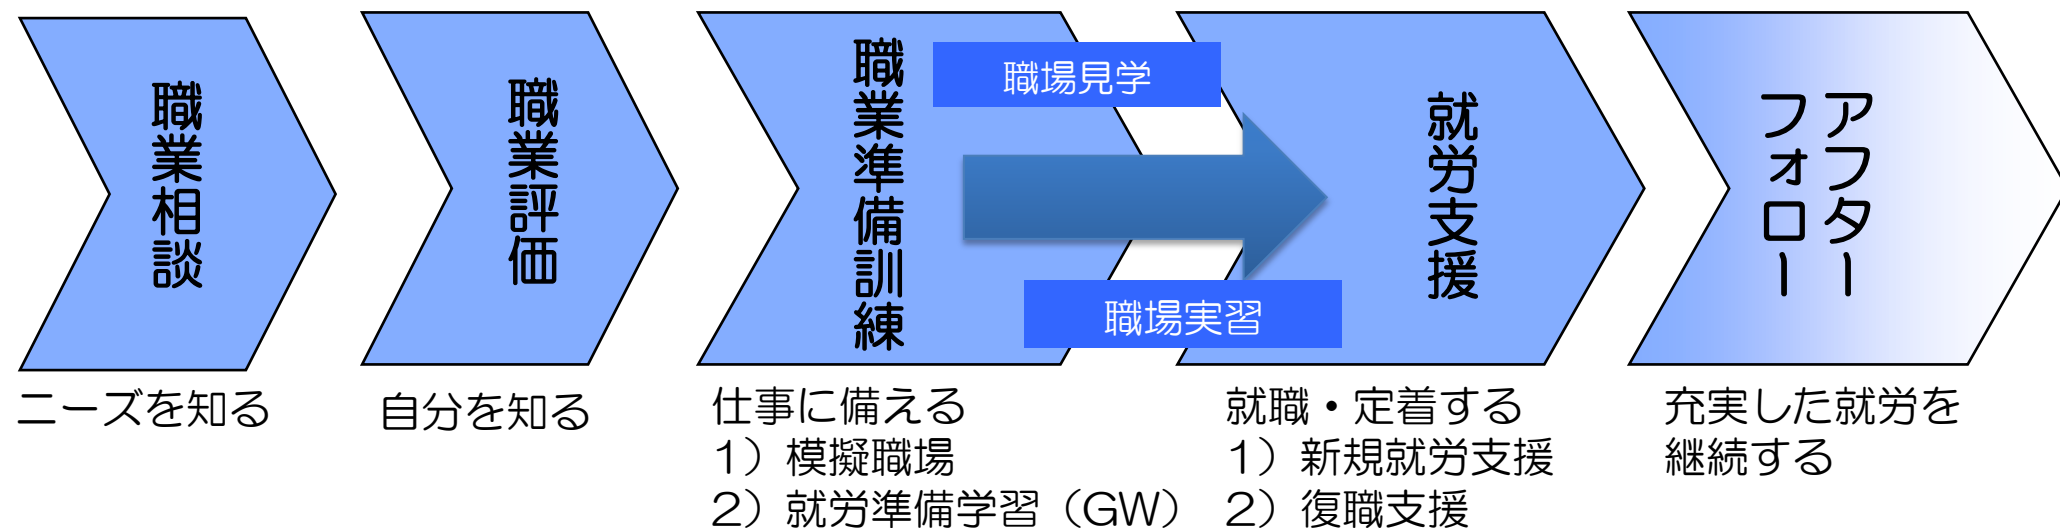 職業相談
職業評価
職業準備訓練
職場見学
職場実習
就労支援
アフター
フォロー
ニーズを知る
自分を知る
仕事に備える
1）模擬職場
2）就労準備学習（GW）
就職・定着する
1）新規就労支援
2）復職支援
充実した就労を
継続する